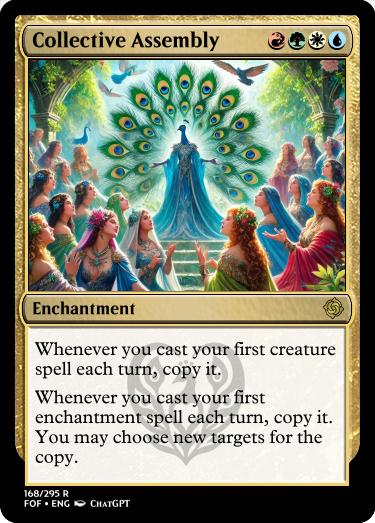 Collective Assembly
Enchantment
Whenever you cast your first creature
spell each turn, copy it.
Whenever you cast your first
enchantment spell each turn, copy it.
You may choose new targets for the
copy.
168/295 R
FOF • ENG ChatGPT